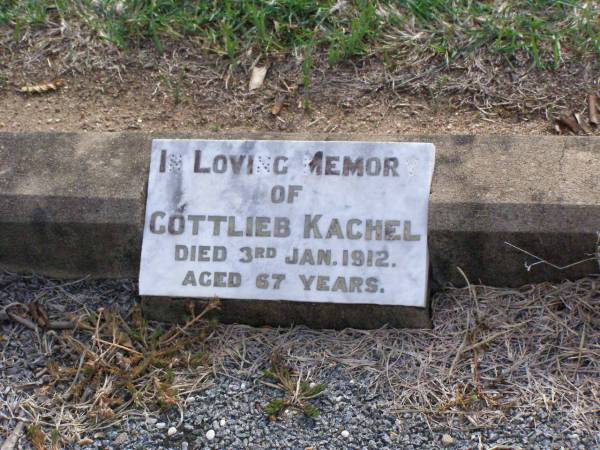 IN LOVING MEMORY
OF
GOTTLIEB KACHEL
DIED 3RD JAN. 1912.
AGED 67 YEARS.